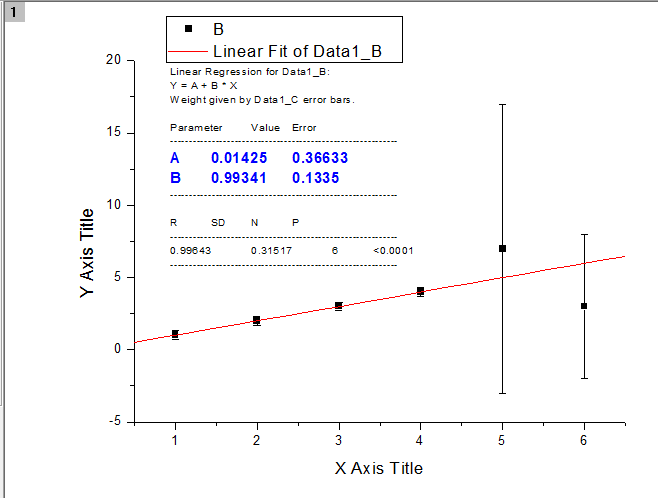 1
B
Linear Fit of Data1_B
Linear Regression for Data1_B:
Y = A + B * X
Weight given by Data1_C error bars.
Parameter Value Error
------------------------------------------------------------
A 0.01425 0.36633
B 0.99341 0.1335
------------------------------------------------------------
R SD N P
------------------------------------------------------------
0.99643 0.31517 6 <0.0001
------------------------------------------------------------
20
15
10
5
0
-5
Y Axis Title
1 2 3 4 5 6
X Axis Title